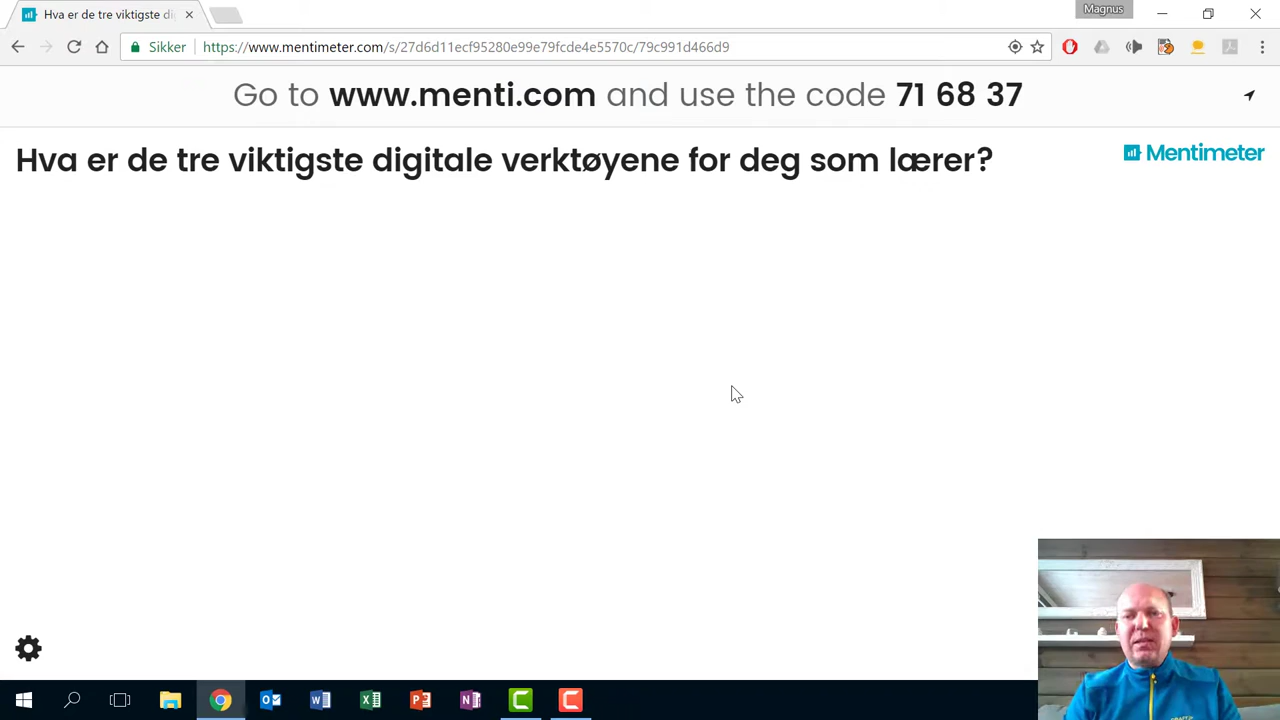 Hva er de tre viktigste di
Magnus
Sikker https://www.mentimeter.com/s/27d6d11ecf95280e99e79fcde4e5570c/79c991d466d9
Go to www.menti.com and use the code 71 68 37
Hva er de tre viktigste digitale verktøyene for deg som lærer?
Mentimeter